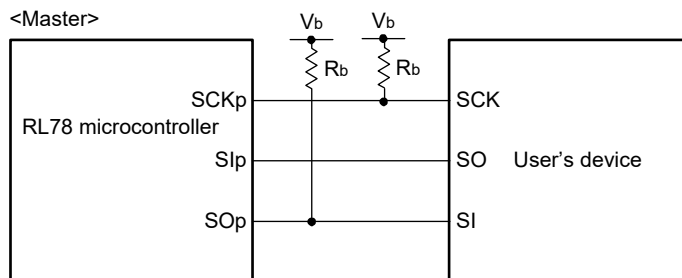 <Master>
Vb Vb
Rb Rb
SCKp SCK
RL78 microcontroller
SIp SO User's device
SOp SI